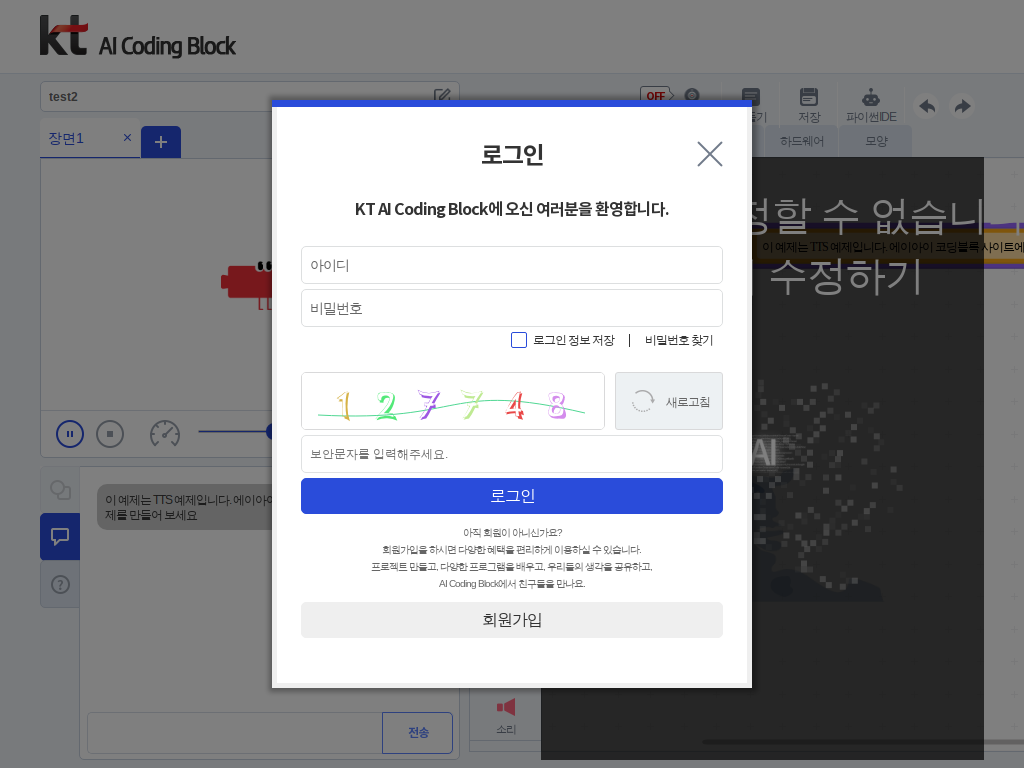 kt AI Coding Block
test2
OFF
장면1
×
+
저장
파이썬IDE
하드웨어
모양
정할 수 없습니
이 예제는 TTS 예제입니다. 에이아이 코딩블록 사이트에
수정하기
AI
이 예제는 TTS 예제입니다. 에이아이
제를 만들어 보세요
전송
소리
로그인
KT AI Coding Block에 오신 여러분을 환영합니다.
아이디
비밀번호
로그인 정보 저장
비밀번호 찾기
127748
새로고침
보안문자를 입력해주세요.
로그인
아직 회원이 아니신가요?
회원가입을 하시면 다양한 혜택을 편리하게 이용하실 수 있습니다.
프로젝트 만들고, 다양한 프로그램을 배우고, 우리들의 생각을 공유하고,
AI Coding Block에서 친구들을 만나요.
회원가입